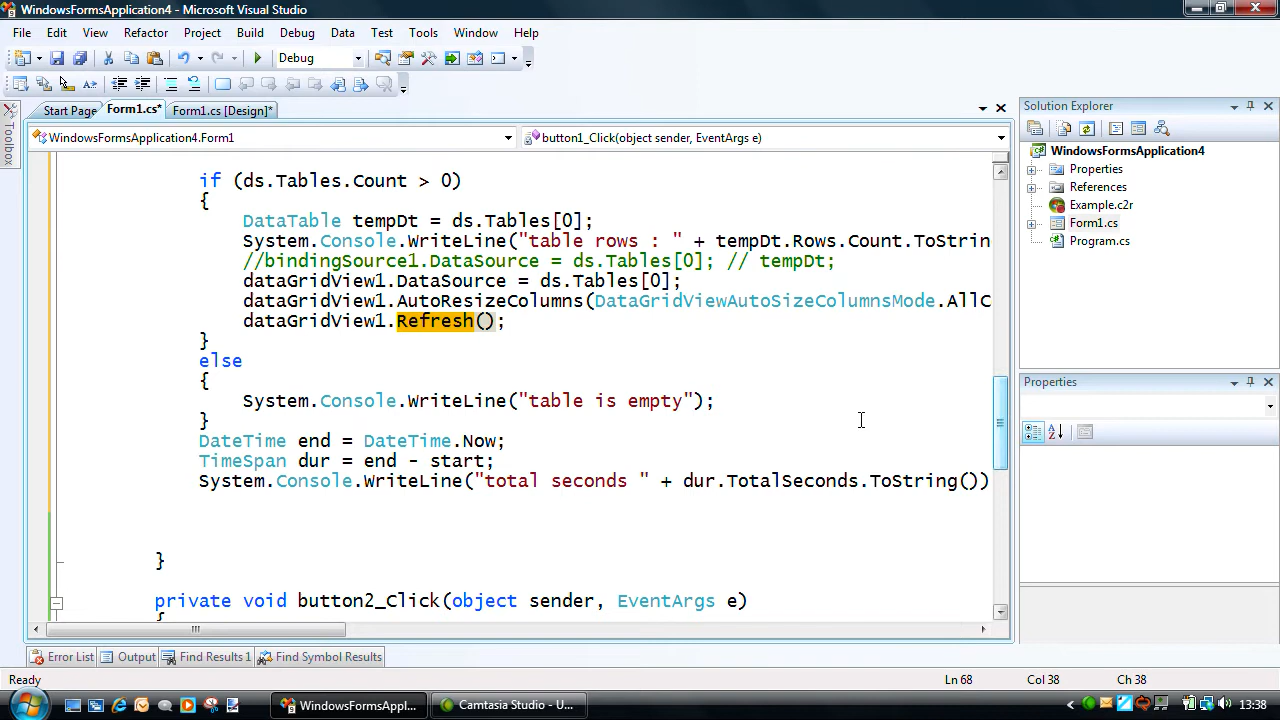 WindowsFormsApplication4 - Microsoft Visual Studio
File Edit View Refactor Project Build Debug Data Test Tools Window Help
Debug
Start Page Form1.cs* Form1.cs [Design]*
WindowsFormsApplication4.Form1 button1_Click(object sender, EventArgs e)
if (ds.Tables.Count > 0)
{
DataTable tempDt = ds.Tables[0];
System.Console.WriteLine("table rows : " + tempDt.Rows.Count.ToStrin
//bindingSource1.DataSource = ds.Tables[0]; // tempDt;
dataGridView1.DataSource = ds.Tables[0];
dataGridView1.AutoResizeColumns(DataGridViewAutoSizeColumnsMode.AllC
dataGridView1.Refresh();
}
else
{
System.Console.WriteLine("table is empty");
}
DateTime end = DateTime.Now;
TimeSpan dur = end - start;
System.Console.WriteLine("total seconds " + dur.TotalSeconds.ToString())
}
private void button2_Click(object sender, EventArgs e)
{
Toolbox
Solution Explorer
WindowsFormsApplication4
Properties
References
Example.c2r
Form1.cs
Program.cs
Properties
Error List Output Find Results 1 Find Symbol Results
Ready Ln 68 Col 38 Ch 38
WindowsFormsAppl... Camtasia Studio - U... 13:38